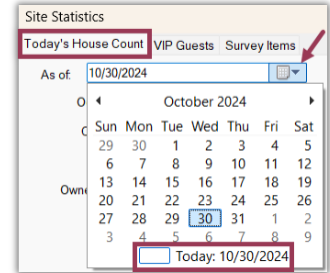 Site Statistics
Today's House Count VIP Guests Survey Items
As of: 10/30/2024
O
October 2024
Sun Mon Tue Wed Thu Fri Sat
29 30 1 2 3 4 5
6 7 8 9 10 11 12
13 14 15 16 17 18 19
Owne
20 21 22 23 24 25 26
27 28 29 30 31 1 2
3 4 5 6 7 8 9
Today: 10/30/2024